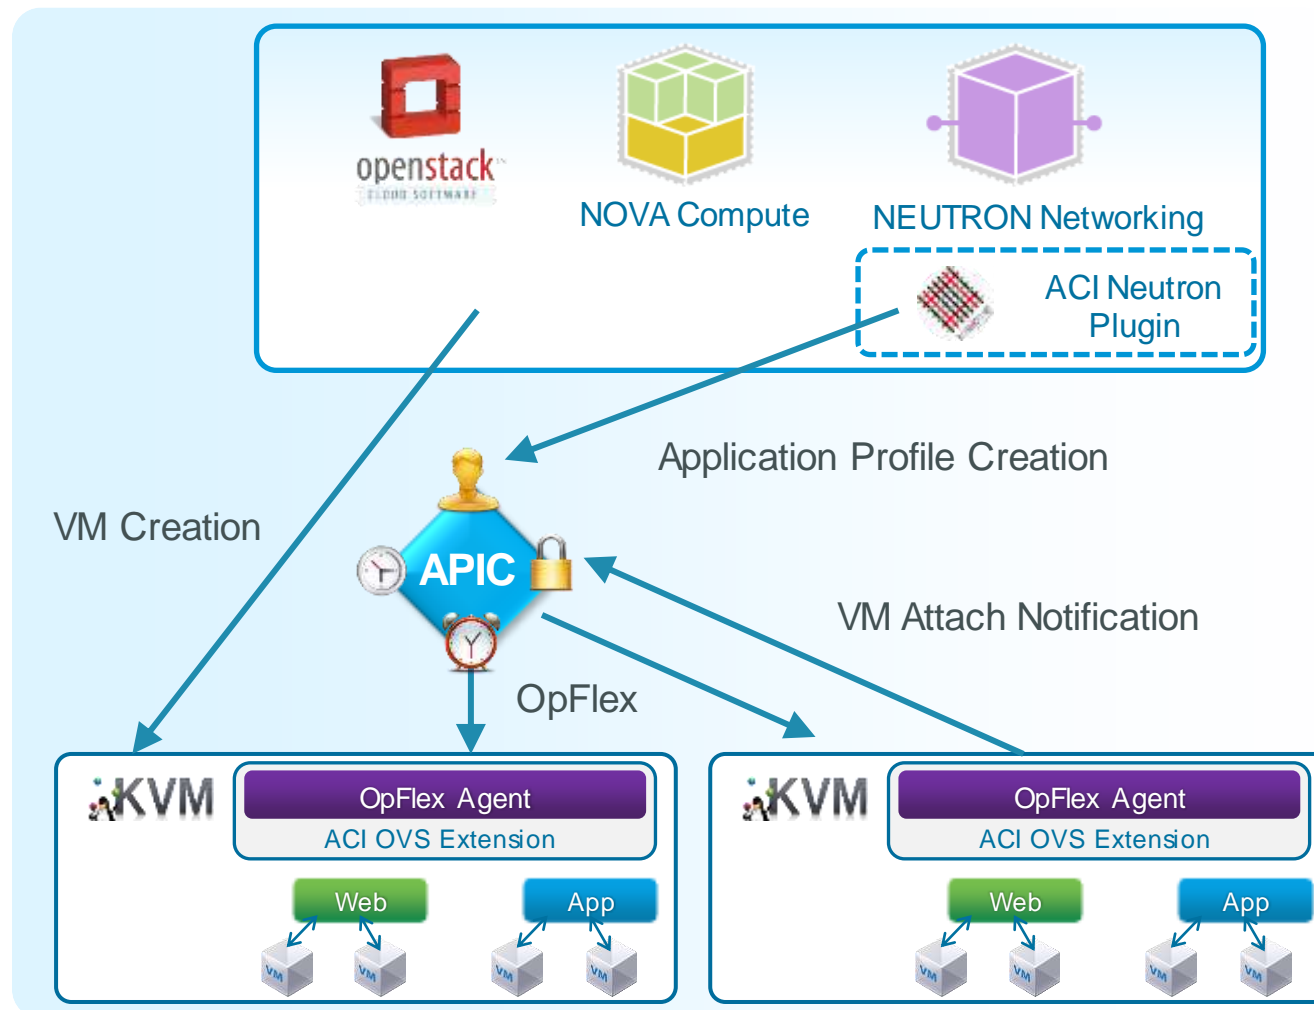 openstack
CLOUD SOFTWARE
NOVA Compute
NEUTRON Networking
ACI Neutron
Plugin
Application Profile Creation
VM Creation
APIC
VM Attach Notification
OpFlex
KVM
OpFlex Agent
ACI OVS Extension
Web
App
VM
VM
VM
VM
KVM
OpFlex Agent
ACI OVS Extension
Web
App
VM
VM
VM
VM